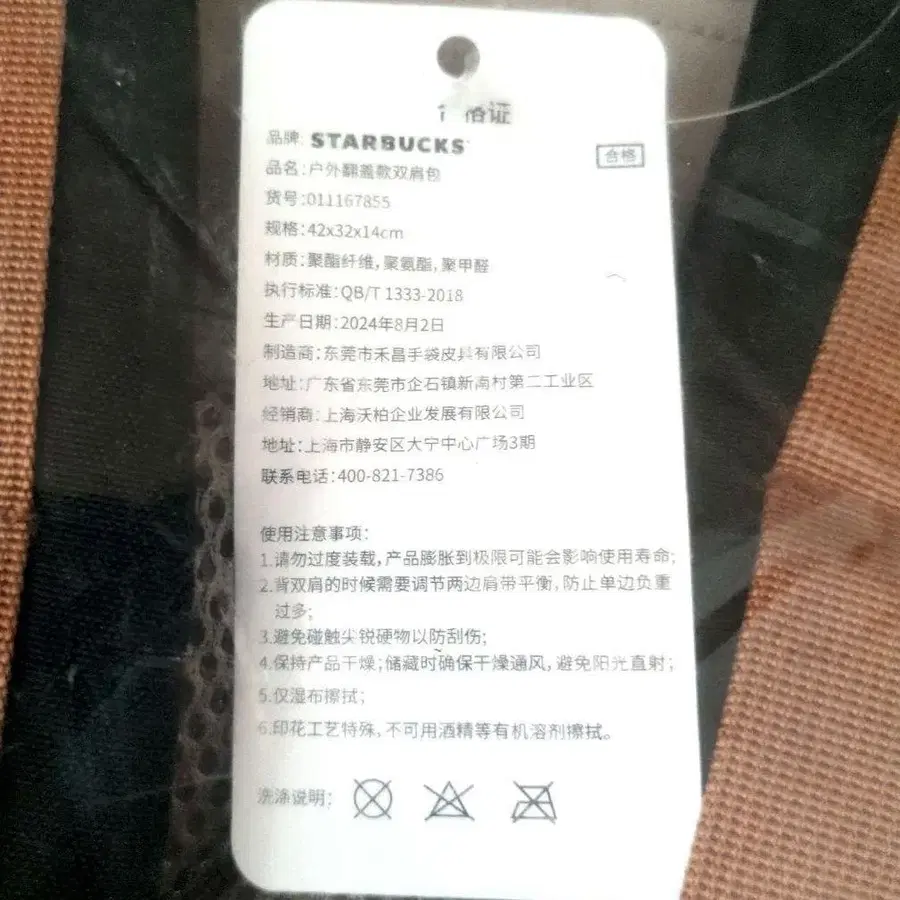 格证
品牌: STARBUCKS
合格
品名:户外翻盖款双肩包
货号:011167855
规格:42x32x14cm
材质:聚酯纤维,聚氨酯,聚甲醛
执行标准:QB/T 1333-2018
生产日期:2024年8月2日
制造商:东莞市禾昌手袋皮具有限公司
地址:广东省东莞市企石镇新南村第二工业区
经销商:上海沃柏企业发展有限公司
地址:上海市静安区大宁中心广场3期
联系电话:400-821-7386
使用注意事项:
1.请勿过度装载,产品膨胀到极限可能会影响使用寿命;
2.背双肩的时候需要调节两边肩带平衡,防止单边负重
过多;
3.避免碰触尖锐硬物以防刮伤;
4.保持产品干燥;储藏时确保干燥通风,避免阳光直射;
5.仅湿布擦拭;
6.印花工艺特殊,不可用酒精等有机溶剂擦拭。
洗涤说明: